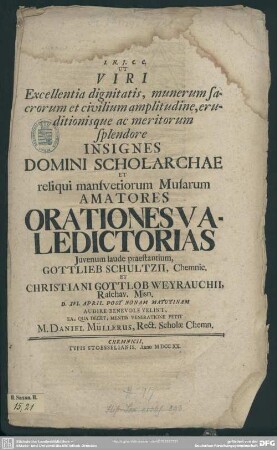 I. N. J. C. C.
UT
VIRI
Excellentia dignitatis, munerum sa-
crorum et civilium amplitudine, eru-
ditionisque ac meritorum
splendore
INSIGNES
DOMINI SCHOLARCHAE
ET
reliqui mansvetiorum Musarum
AMATORES
ORATIONES VA-
LEDICTORIAS
Juvenum laude praestantium,
GOTTLIEB SCHULTZII, Chemnic.
ET
CHRISTIANI GOTTLOB WEYRAUCHII,
Misn.
APRIL. POST HORAM MATUTINAM
AUDIRE BENEVOLE VELINT,
EA, QUA DECET, MENTIS VENERATIONE PETIT
M. DANIEL MÜLLERUS, Rect. Scholæ Chemn.
CHEMNICII,
TYPIS STOESSELIANIS, Anno MDCCXX.
15, 21